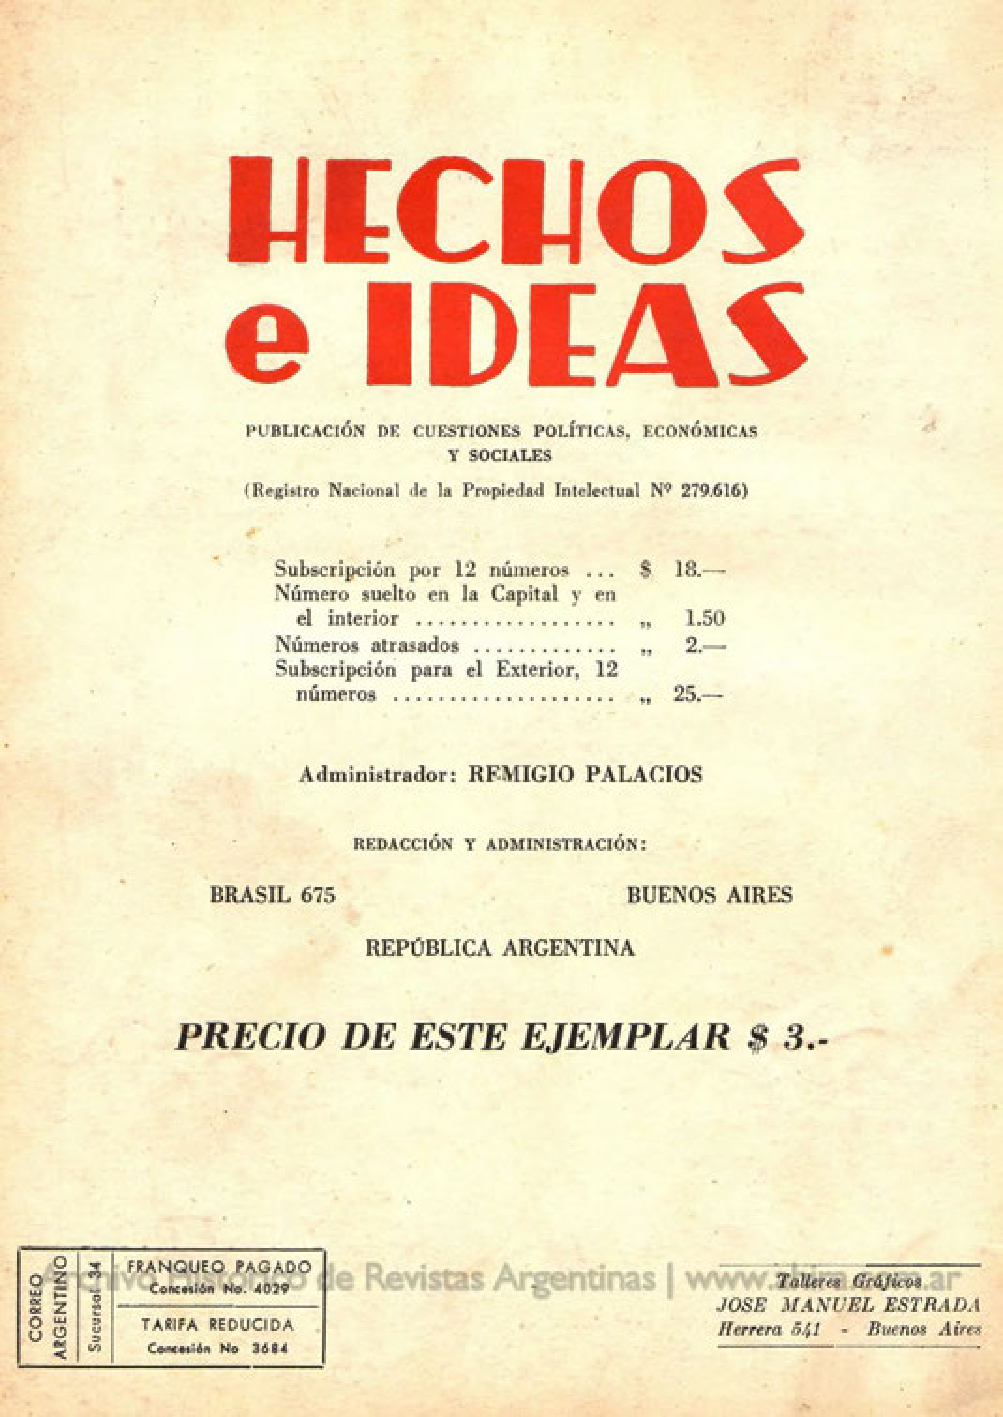 HECHOS
e IDEAS
PUBLICACIÓN DE CUESTIONES POLÍTICAS, ECONÓMICAS
Y SOCIALES
(Registro Nacional de la Propiedad Intelectual Nº 279.616)
Subscripción por 12 números ... $ 18.—
Número suelto en la Capital y en
el interior .................. „ 1.50
Números atrasados ............. „ 2.—
Subscripción para el Exterior, 12
números .................... „ 25.—
Administrador: REMIGIO PALACIOS
REDACCIÓN Y ADMINISTRACIÓN:
BRASIL 675 BUENOS AIRES
REPÚBLICA ARGENTINA
PRECIO DE ESTE EJEMPLAR $ 3.-
CORREO
ARGENTINO
Sucursal 34
FRANQUEO PAGADO
Concesión No. 4029
TARIFA REDUCIDA
Concesión No 3684
Archivo Histórico de Revistas Argentinas | www.ahira.com.ar
Talleres Gráficos
JOSE MANUEL ESTRADA
Herrera 541 - Buenos Aires